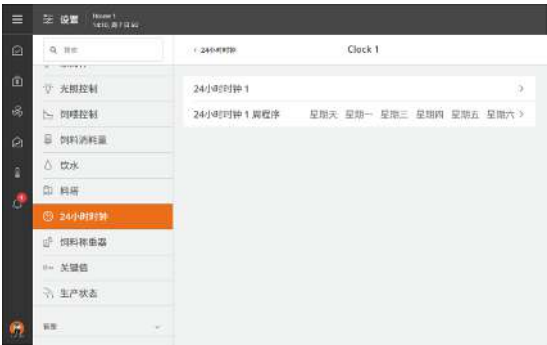 设置
House 1
搜索
24小时时钟
Clock 1
光照控制
24小时时钟 1
饲喂控制
24小时时钟 1 周程序 星期天 星期一 星期三 星期四 星期五 星期六
饲料消耗量
饮水
料塔
24小时时钟
饲料称重器
关键值
生产状态